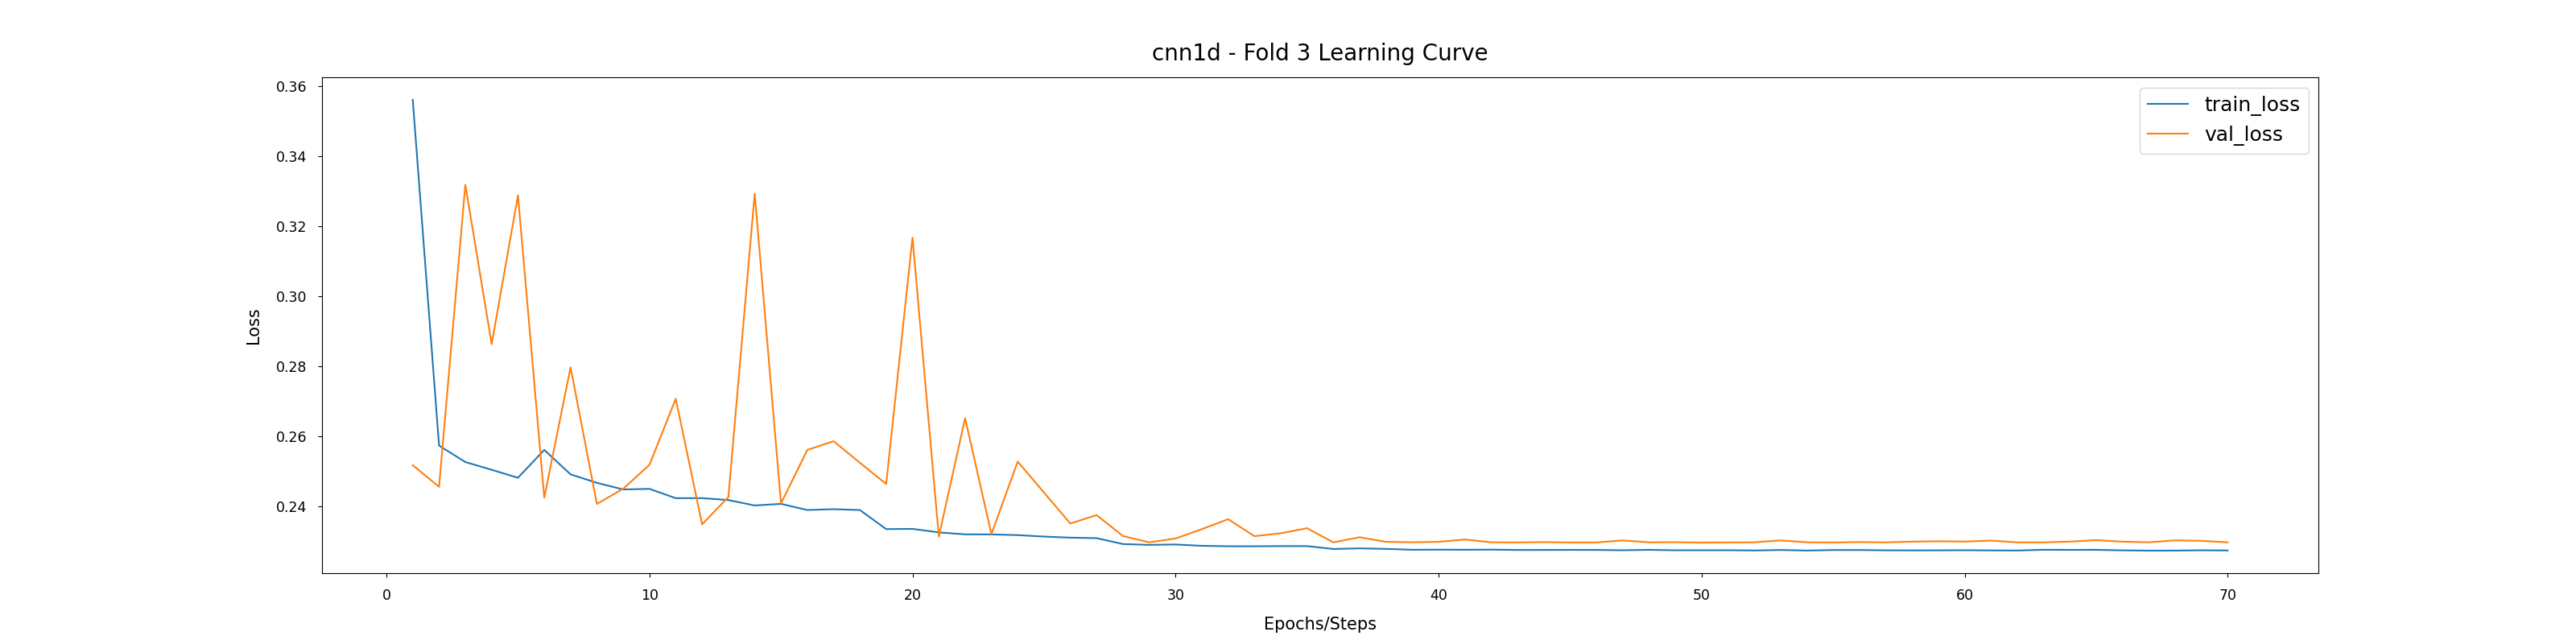 cnn1d - Fold 3 Learning Curve
train_loss
val_loss
Loss
0.36
0.34
0.32
0.30
0.28
0.26
0.24
0 10 20 30 40 50 60 70
Epochs/Steps